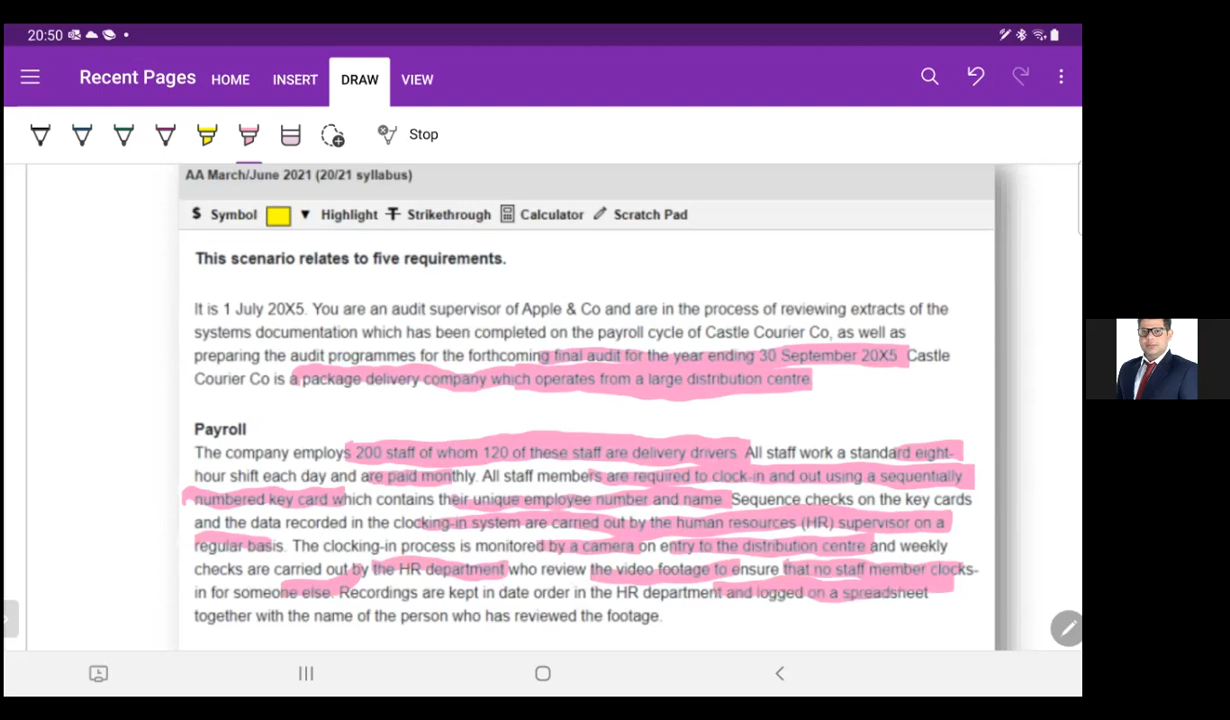 20:50
Recent Pages HOME INSERT DRAW VIEW
Stop
AA March/June 2021 (20/21 syllabus)
$ Symbol Highlight Strikethrough Calculator Scratch Pad
This scenario relates to five requirements.
It is 1 July 20X5. You are an audit supervisor of Apple & Co and are in the process of reviewing extracts of the
systems documentation which has been completed on the payroll cycle of Castle Courier Co, as well as
preparing the audit programmes for the forthcoming final audit for the year ending 30 September 20X5 Castle
Courier Co is a package delivery company which operates from a large distribution centre
Payroll
The company employs 200 staff of whom 120 of these staff are delivery drivers. All staff work a standard eight-
hour shift each day and are paid monthly. All staff members are required to clock-in and out using a sequentially
numbered key card which contains their unique employee number and name. Sequence checks on the key cards
and the data recorded in the clocking-in system are carried out by the human resources (HR) supervisor on a
regular basis. The clocking-in process is monitored by a camera on entry to the distribution centre and weekly
checks are carried out by the HR department who review the video footage to ensure that no staff member clocks-
in for someone else. Recordings are kept in date order in the HR department and logged on a spreadsheet
together with the name of the person who has reviewed the footage.